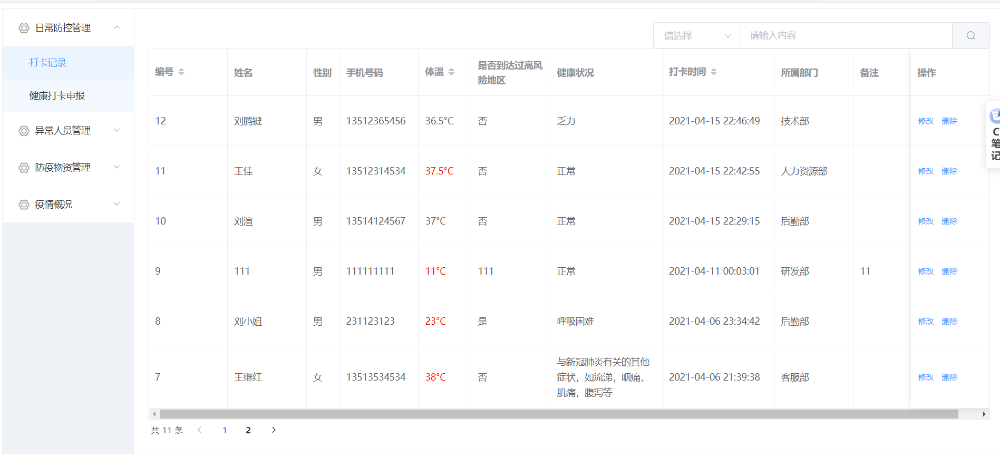 日常防控管理
打卡记录
健康打卡申报
异常人员管理
防疫物资管理
疫情概况
请选择 请输入内容
编号 姓名 性别 手机号码 体温 是否到达过高风险地区 健康状况 打卡时间 所属部门 备注 操作
12 刘腾键 男 13512365456 36.5°C 否 乏力 2021-04-15 22:46:49 技术部 修改 删除
11 王佳 女 13512314534 37.5°C 否 正常 2021-04-15 22:42:55 人力资源部 修改 删除
10 刘渲 男 13514124567 37°C 否 正常 2021-04-15 22:29:15 后勤部 修改 删除
9 111 男 111111111 11°C 111 正常 2021-04-11 00:03:01 研发部 11 修改 删除
8 刘小姐 男 231123123 23°C 是 呼吸困难 2021-04-06 23:34:42 后勤部 修改 删除
7 王继红 女 13513534534 38°C 否 与新冠肺炎有关的其他症状，如流涕，咽痛，肌痛，腹泻等 2021-04-06 21:39:38 客服部 修改 删除
共 11 条 1 2
C
笔
记